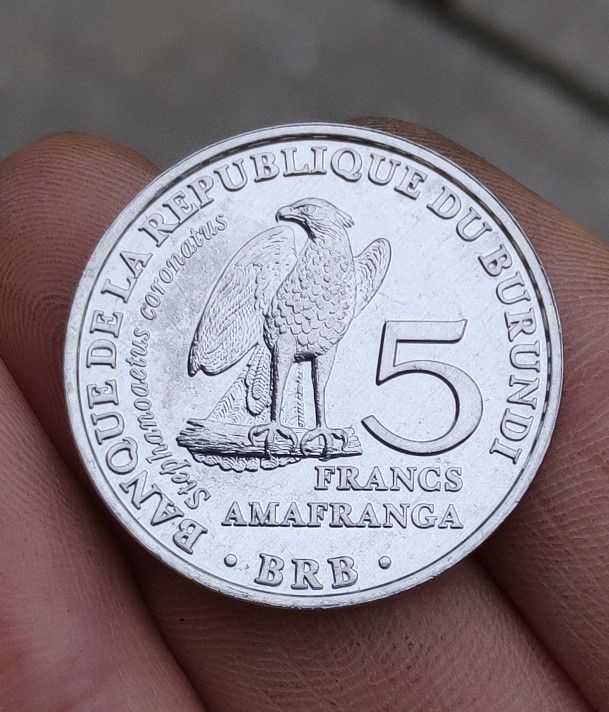 BANQUE DE LA REPUBLIQUE DU BURUNDI
Stephanoaetus coronatus
5
FRANCS
AMAFRANGA
• BRB •